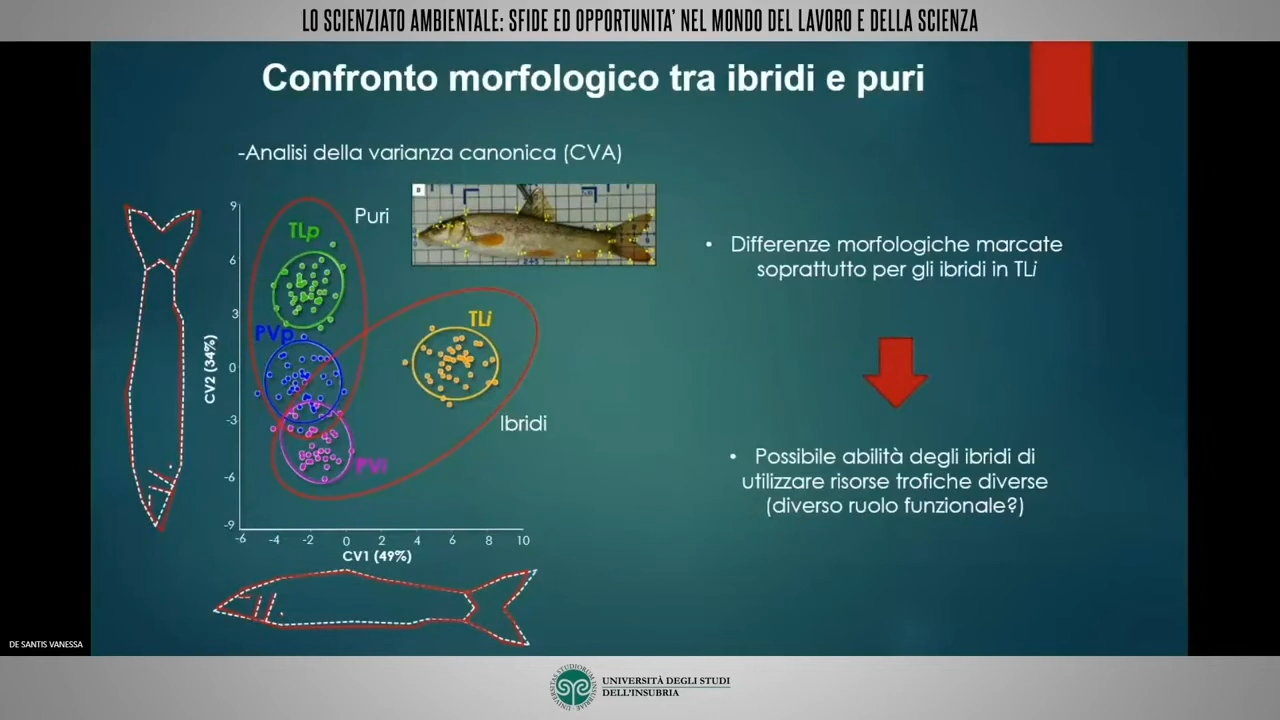 LO SCIENZIATO AMBIENTALE: SFIDE ED OPPORTUNITA' NEL MONDO DEL LAVORO E DELLA SCIENZA
Confronto morfologico tra ibridi e puri
-Analisi della varianza canonica (CVA)
Puri
TLp
PVp
TLi
PVi
Ibridi
B
CV2 (34%)
9
6
3
0
-3
-6
-9
-6 -4 -2 0 2 4 6 8 10
CV1 (49%)
• Differenze morfologiche marcate
soprattutto per gli ibridi in TLi
• Possibile abilità degli ibridi di
utilizzare risorse trofiche diverse
(diverso ruolo funzionale?)
DE SANTIS VANESSA
UNIVERSITÀ DEGLI STUDI
DELL'INSUBRIA